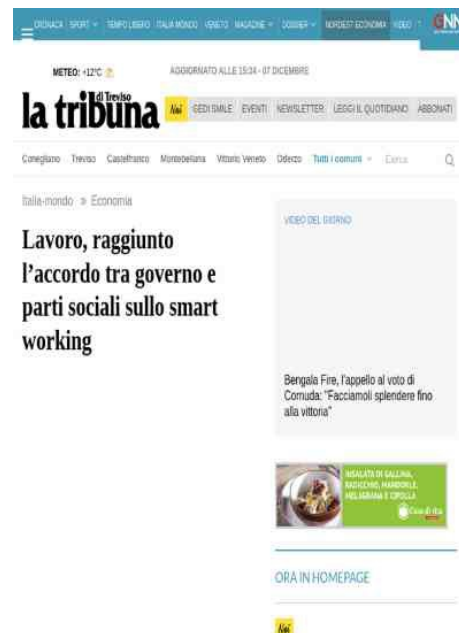 CRONACA SPORT TEMPO LIBERO ITALIA MONDO VENETO MAGAZINE DOSSIER NORDEST ECONOMIA VIDEO GNN
METEO: +12°C
AGGIORNATO ALLE 15:34 - 07 DICEMBRE
la tribuna
di Treviso
Noi GEDI SMILE EVENTI NEWSLETTER LEGGI IL QUOTIDIANO ABBONATI
Conegliano Treviso Castelfranco Montebelluna Vittorio Veneto Oderzo Tutti i comuni Cerca
Italia-mondo » Economia
Lavoro, raggiunto
l'accordo tra governo e
parti sociali sullo smart
working
VIDEO DEL GIORNO
Bengala Fire, l'appello al voto di
Cornuda: "Facciamoli splendere fino
alla vittoria"
INSALATA DI GALLINA,
RADICCHIO, MANDORLE,
MELAGRANA E CIPOLLA
ORA IN HOMEPAGE
Noi